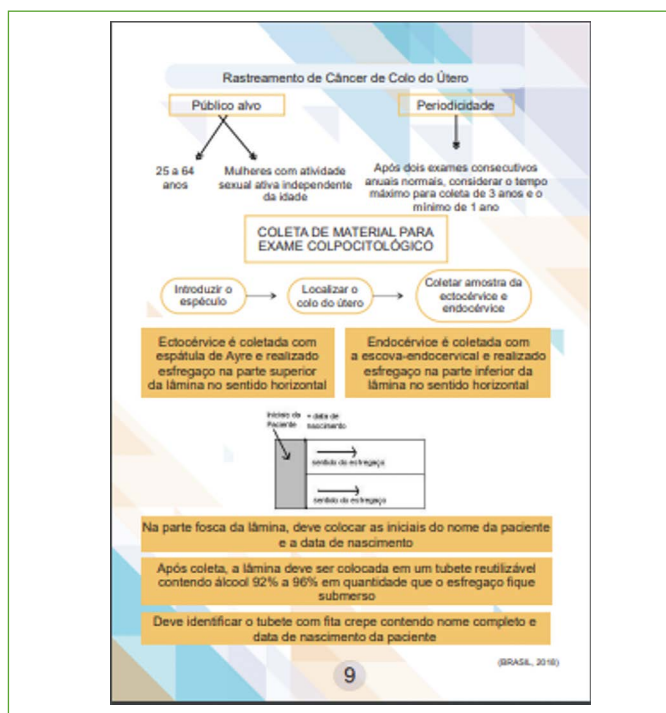 Rastreamento de Câncer de Colo do Útero
Público alvo
Periodicidade
25 a 64
anos
Mulheres com atividade
sexual ativa independente
da idade
Após dois exames consecutivos
anuais normais, considerar o tempo
máximo para coleta de 3 anos e o
mínimo de 1 ano
COLETA DE MATERIAL PARA
EXAME COLPOCITOLÓGICO
Introduzir o
espéculo
Localizar o
colo do útero
Coletar amostra da
ectocérvice e
endocérvice
Ectocérvice é coletada com
espátula de Ayre e realizado
esfregaço na parte superior
da lâmina no sentido horizontal
Endocérvice é coletada com
a escova-endocervical e realizado
esfregaço na parte inferior da
lâmina no sentido horizontal
Iniciais da
Paciente
+ data de
nascimento
sentido do esfregaço
sentido do esfregaço
Na parte fosca da lâmina, deve colocar as iniciais do nome da paciente
e a data de nascimento
Após coleta, a lâmina deve ser colocada em um tubete reutilizável
contendo álcool 92% a 96% em quantidade que o esfregaço fique
submerso
Deve identificar o tubete com fita crepe contendo nome completo e
data de nascimento da paciente
(BRASIL, 2016)
9